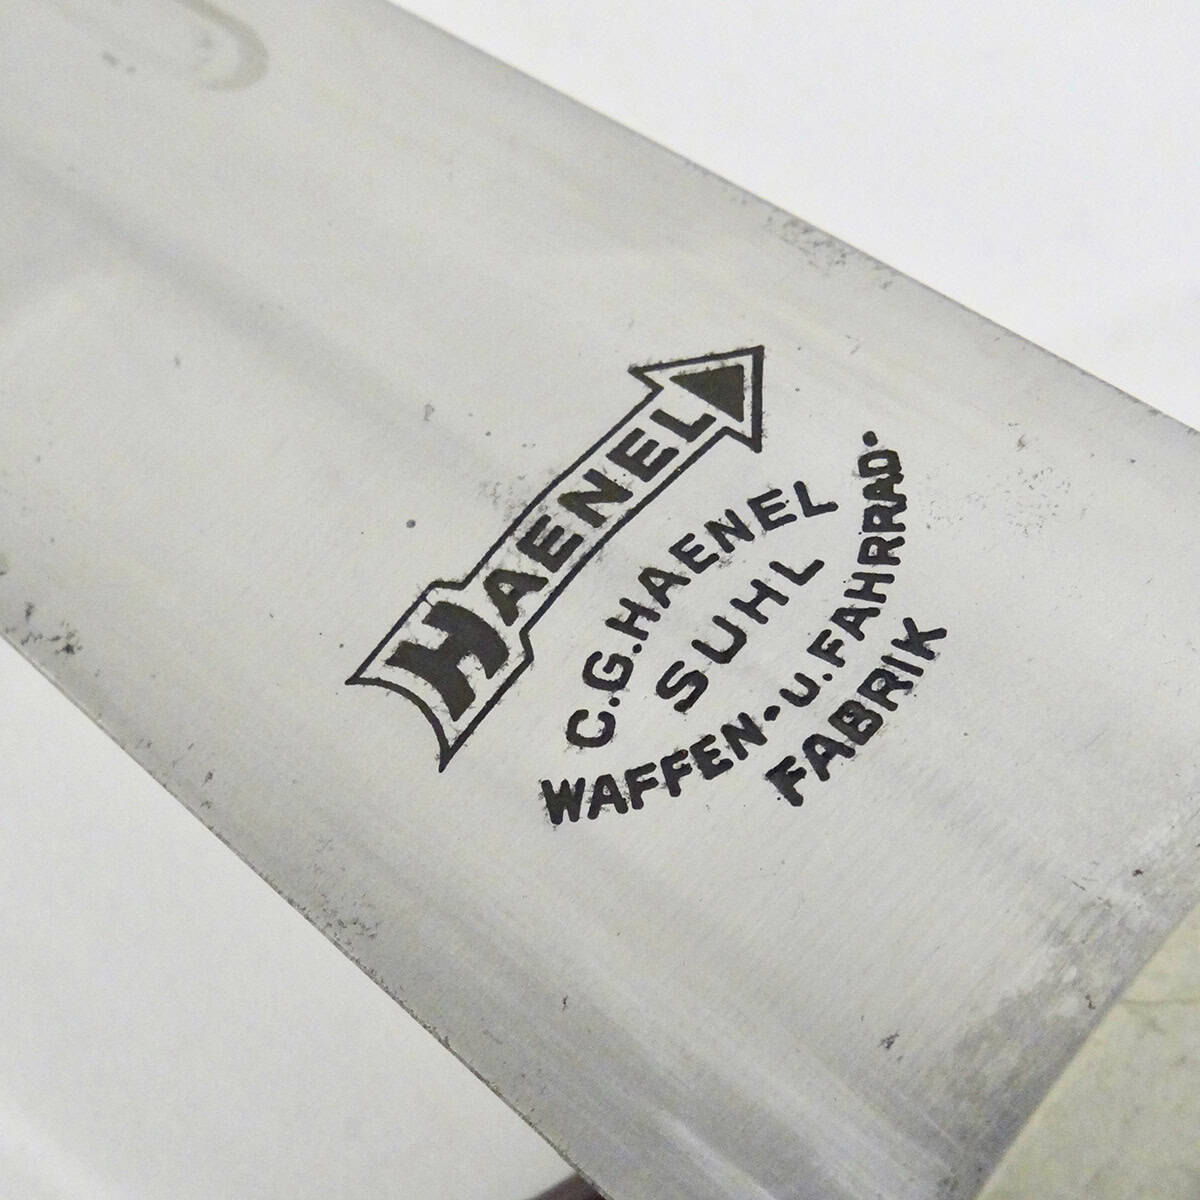 HAENEL
C.G.HAENEL
SUHL
WAFFEN-u.FAHRRAD-
FABRIK